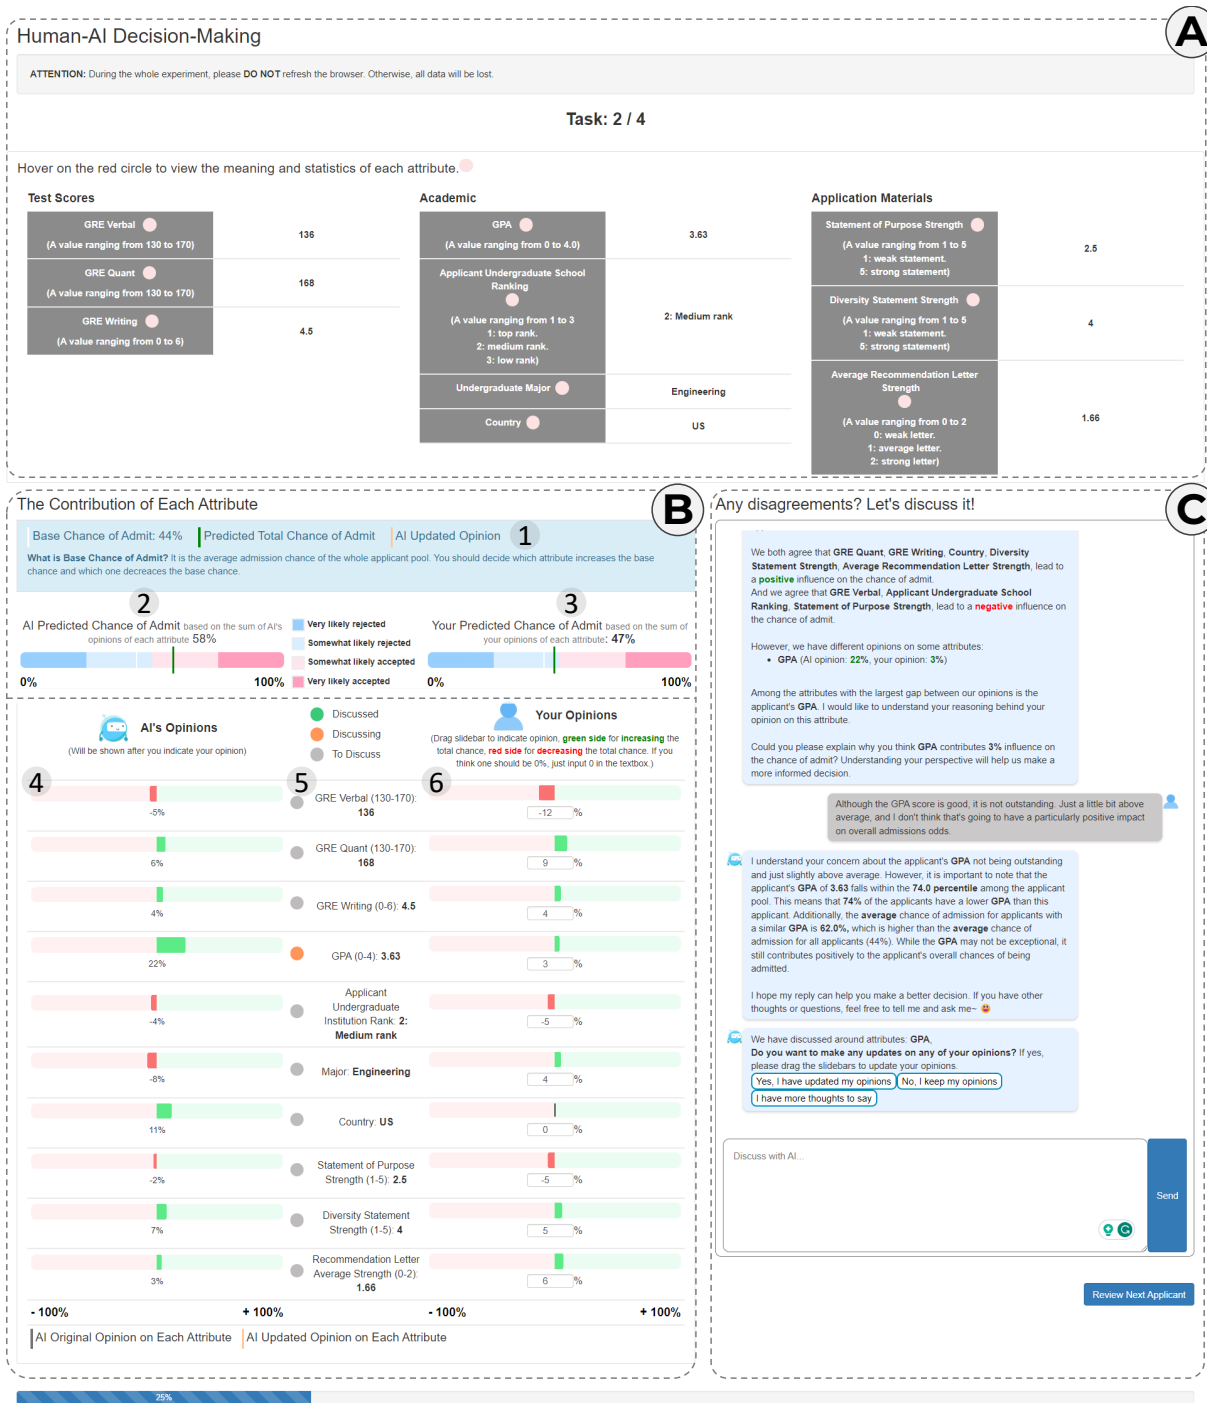 Human-AI Decision-Making
A
ATTENTION: During the whole experiment, please DO NOT refresh the browser. Otherwise, all data will be lost.
Task: 2 / 4
Hover on the red circle to view the meaning and statistics of each attribute.
Test Scores
GRE Verbal
(A value ranging from 130 to 170)
136
GRE Quant
(A value ranging from 130 to 170)
168
GRE Writing
(A value ranging from 0 to 6)
4.5
Academic
GPA
(A value ranging from 0 to 4.0)
3.63
Applicant Undergraduate School
Ranking
(A value ranging from 1 to 3
1: top rank.
2: medium rank.
3: low rank)
2: Medium rank
Undergraduate Major
Engineering
Country
US
Application Materials
Statement of Purpose Strength
(A value ranging from 1 to 5
1: weak statement.
5: strong statement)
2.5
Diversity Statement Strength
(A value ranging from 1 to 5
1: weak statement.
5: strong statement)
4
Average Recommendation Letter
Strength
(A value ranging from 0 to 2
0: weak letter.
1: average letter.
2: strong letter)
1.66
The Contribution of Each Attribute
B
Base Chance of Admit: 44% Predicted Total Chance of Admit AI Updated Opinion 1
What is Base Chance of Admit? It is the average admission chance of the whole applicant pool. You should decide which attribute increases the base
chance and which one decreaces the base chance.
2
AI Predicted Chance of Admit based on the sum of AI's
opinions of each attribute 58%
0% 100%
Very likely rejected
Somewhat likely rejected
Somewhat likely accepted
Very likely accepted
3
Your Predicted Chance of Admit based on the sum of
your opinions of each attribute: 47%
0% 100%
AI's Opinions
(Will be shown after you indicate your opinion)
Discussed
Discussing
To Discuss
Your Opinions
(Drag slidebar to indicate opinion, green side for increasing the
total chance, red side for decreasing the total chance. If you
think one should be 0%, just input 0 in the textbox.)
4 5 6
-5%
GRE Verbal (130-170):
136
-12 %
6%
GRE Quant (130-170):
168
9 %
4%
GRE Writing (0-6): 4.5
4 %
22%
GPA (0-4): 3.63
3 %
-4%
Applicant
Undergraduate
Institution Rank: 2:
Medium rank
-5 %
-8%
Major: Engineering
4 %
11%
Country: US
0 %
-2%
Statement of Purpose
Strength (1-5): 2.5
-5 %
7%
Diversity Statement
Strength (1-5): 4
5 %
3%
Recommendation Letter
Average Strength (0-2):
1.66
6 %
- 100% + 100% - 100% + 100%
AI Original Opinion on Each Attribute AI Updated Opinion on Each Attribute
Any disagreements? Let's discuss it!
C
We both agree that GRE Quant, GRE Writing, Country, Diversity
Statement Strength, Average Recommendation Letter Strength, lead to
a positive influence on the chance of admit.
And we agree that GRE Verbal, Applicant Undergraduate School
Ranking, Statement of Purpose Strength, lead to a negative influence on
the chance of admit.
However, we have different opinions on some attributes:
• GPA (AI opinion: 22%, your opinion: 3%)
Among the attributes with the largest gap between our opinions is the
applicant's GPA. I would like to understand your reasoning behind your
opinion on this attribute.
Could you please explain why you think GPA contributes 3% influence on
the chance of admit? Understanding your perspective will help us make a
more informed decision.
Although the GPA score is good, it is not outstanding. Just a little bit above
average, and I don't think that's going to have a particularly positive impact
on overall admissions odds.
I understand your concern about the applicant's GPA not being outstanding
and just slightly above average. However, it is important to note that the
applicant's GPA of 3.63 falls within the 74.0 percentile among the applicant
pool. This means that 74% of the applicants have a lower GPA than this
applicant. Additionally, the average chance of admission for applicants with
a similar GPA is 62.0%, which is higher than the average chance of
admission for all applicants (44%). While the GPA may not be exceptional, it
still contributes positively to the applicant's overall chances of being
admitted.
I hope my reply can help you make a better decision. If you have other
thoughts or questions, feel free to tell me and ask me~ 😀
We have discussed around attributes: GPA,
Do you want to make any updates on any of your opinions? If yes,
please drag the slidebars to update your opinions.
Yes, I have updated my opinions No, I keep my opinions
I have more thoughts to say
Discuss with AI...
Send
Review Next Applicant
25%